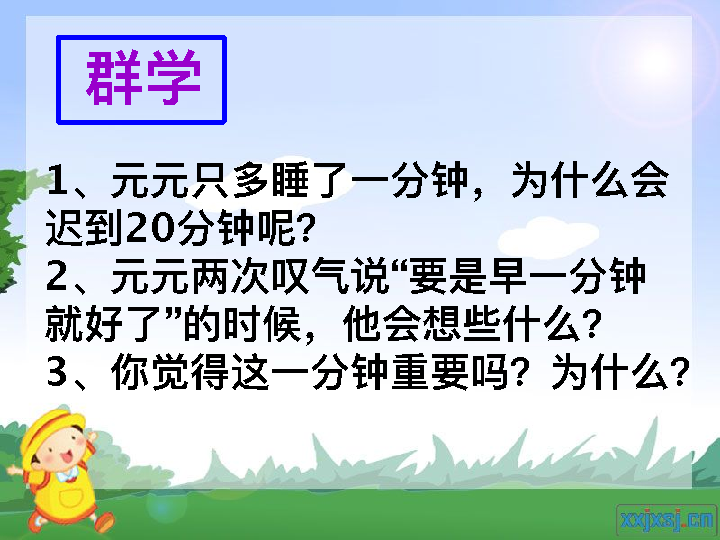 群学
1、元元只多睡了一分钟，为什么会
迟到20分钟呢？
2、元元两次叹气说“要是早一分钟
就好了”的时候，他会想些什么？
3、你觉得这一分钟重要吗？为什么？
xxjxsj.cn